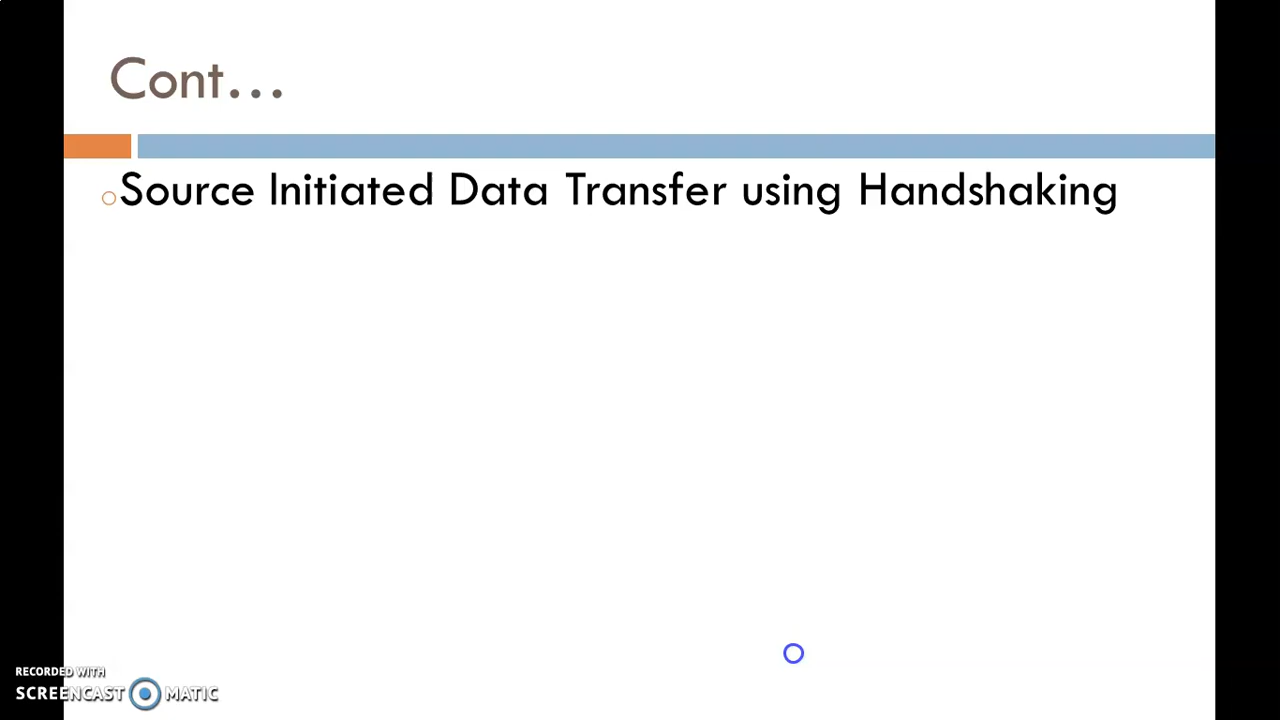 Cont...
Source Initiated Data Transfer using Handshaking
RECORDED WITH
SCREENCAST MATIC